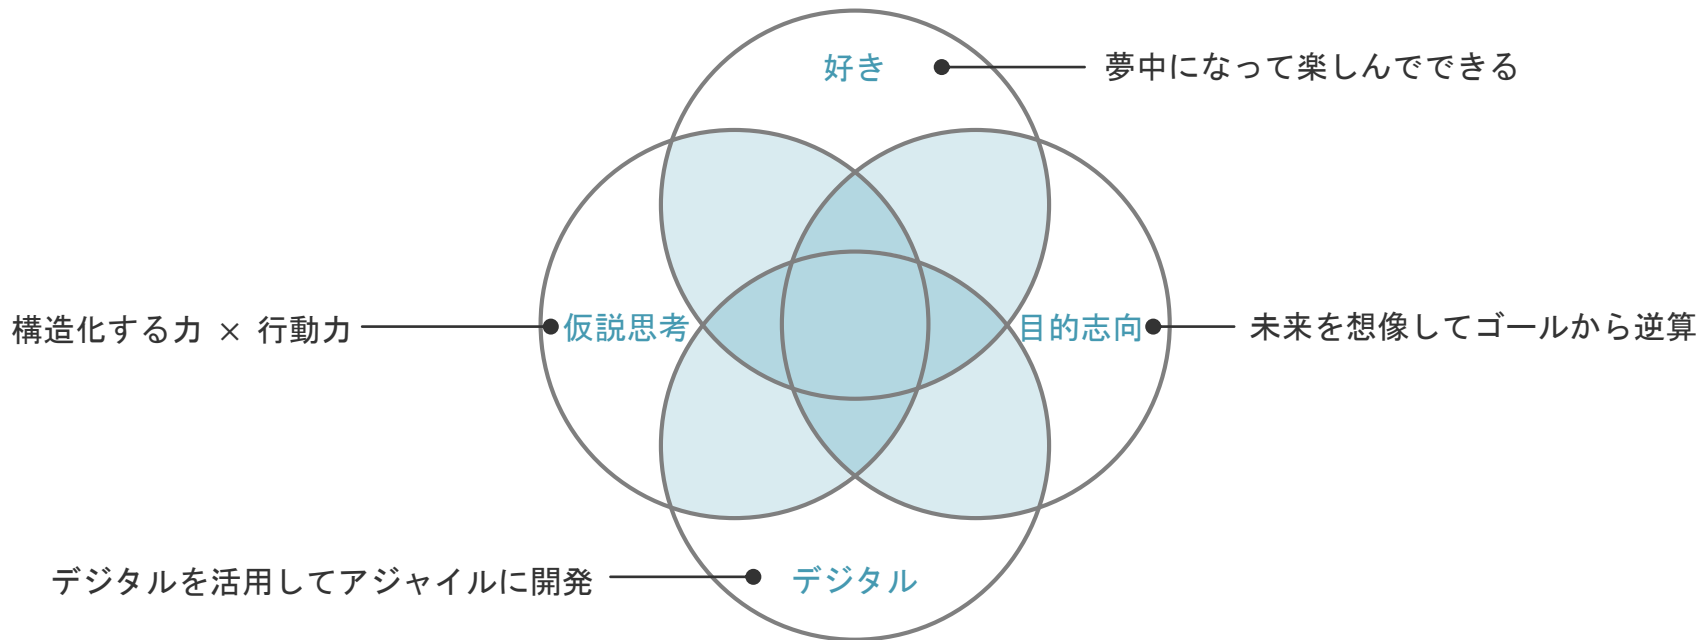 好き
夢中になって楽しんでできる
構造化する力 × 行動力
仮説思考
目的志向
未来を想像してゴールから逆算
デジタルを活用してアジャイルに開発
デジタル